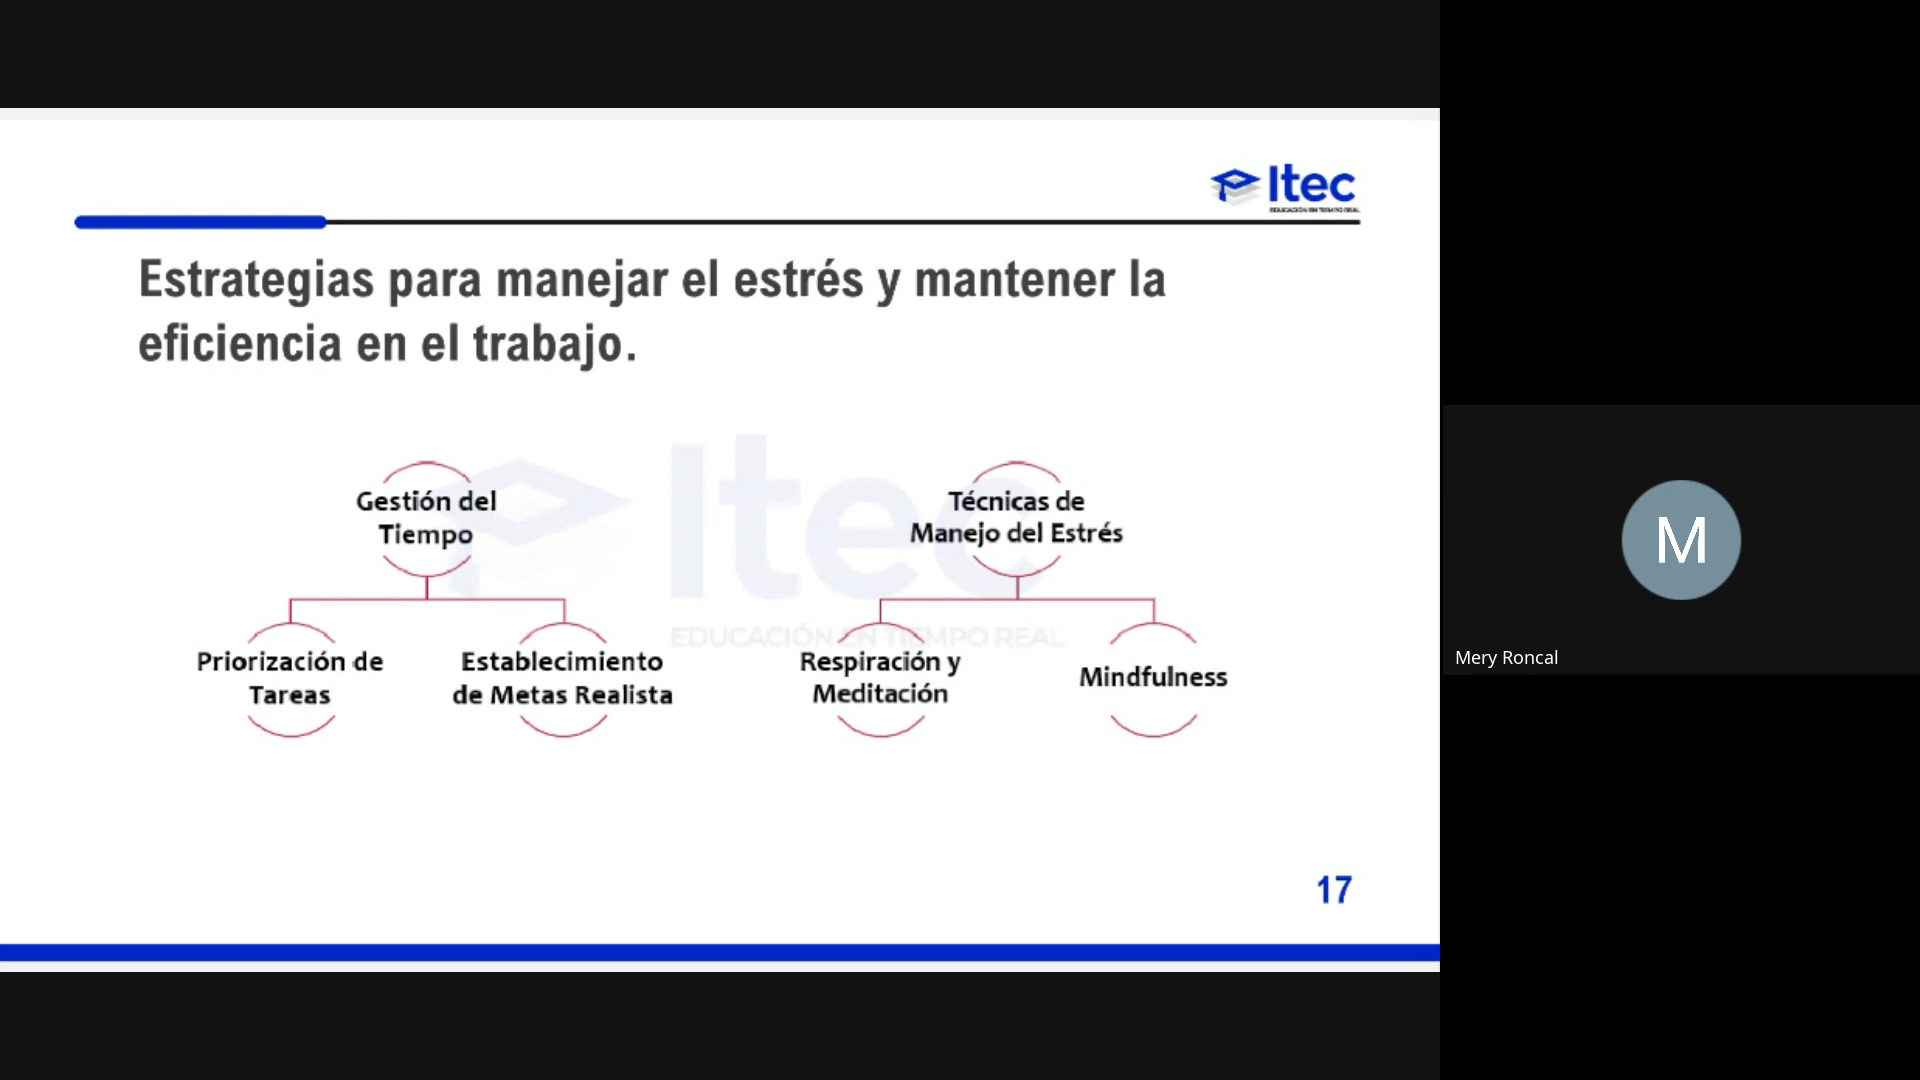 Itec
EDUCACIÓN EN TIEMPO REAL
Estrategias para manejar el estrés y mantener la
eficiencia en el trabajo.
Itec
EDUCACIÓN EN TIEMPO REAL
Gestión del
Tiempo
Priorización de
Tareas
Establecimiento
de Metas Realista
Técnicas de
Manejo del Estrés
Respiración y
Meditación
Mindfulness
17
M
Mery Roncal